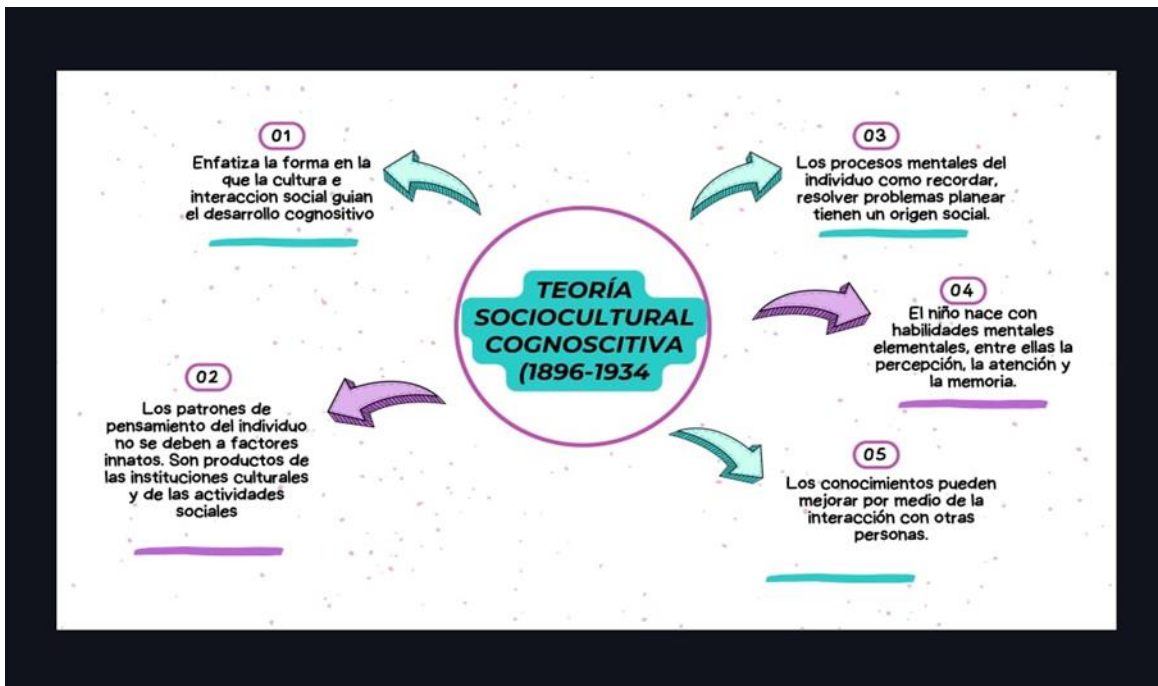 01
Enfatiza la forma en la
que la cultura e
interaccion social guian
el desarrollo cognositivo
02
Los patrones de
pensamiento del individuo
no se deben a factores
innatos. Son productos de
las instituciones culturales
y de las actividades
sociales
TEORÍA
SOCIOCULTURAL
COGNOSCITIVA
(1896-1934
03
Los procesos mentales del
individuo como recordar,
resolver problemas planear
tienen un origen social.
04
El niño nace con
habilidades mentales
elementales, entre ellas la
percepción, la atención y
la memoria.
05
Los conocimientos pueden
mejorar por medio de la
interacción con otras
personas.